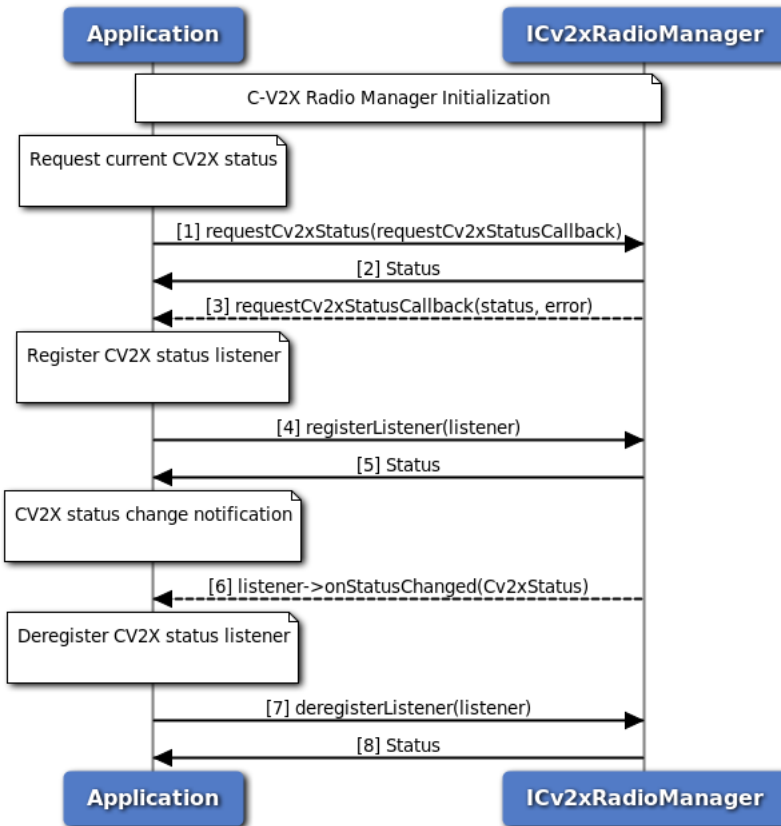 Application
ICv2xRadioManager
C-V2X Radio Manager Initialization
Request current CV2X status
[1] requestCv2xStatus(requestCv2xStatusCallback)
[2] Status
[3] requestCv2xStatusCallback(status, error)
Register CV2X status listener
[4] registerListener(listener)
[5] Status
CV2X status change notification
[6] listener->onStatusChanged(Cv2xStatus)
Deregister CV2X status listener
[7] deregisterListener(listener)
[8] Status
Application
ICv2xRadioManager